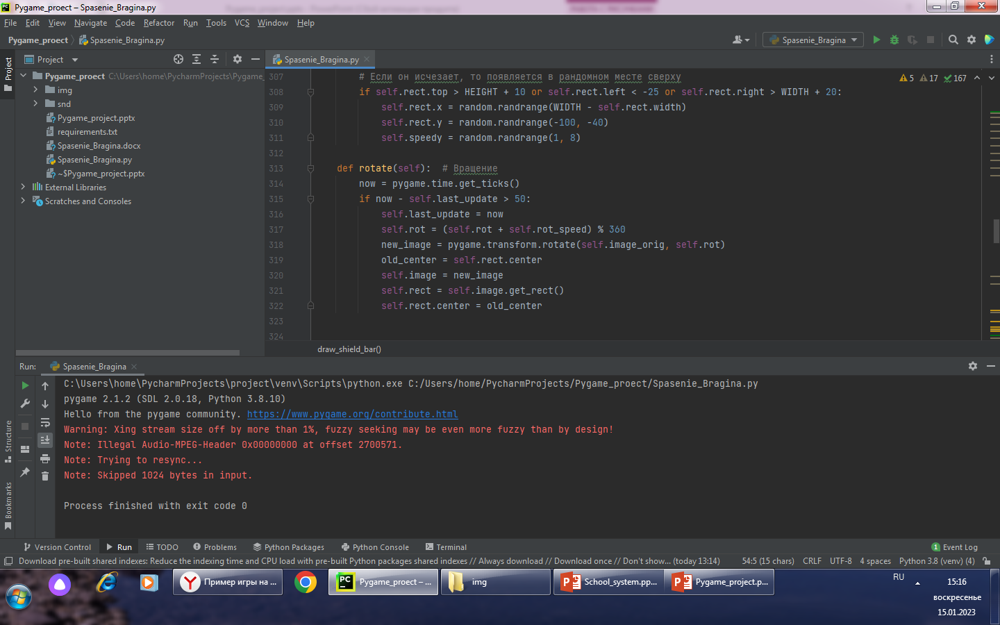 Pygame_proect – Spasenie_Bragina.py
File Edit View Navigate Code Refactor Run Tools VCS Window Help
Pygame_proect Spasenie_Bragina.py Spasenie_Bragina
Project
Project
Spasenie_Bragina.py
Pygame_proect C:\Users\home\PycharmProjects\Pygame_
img
snd
Pygame_project.pptx
requirements.txt
Spasenie_Bragina.docx
Spasenie_Bragina.py
~$Pygame_project.pptx
External Libraries
Scratches and Consoles
5 17 167
307 # Если он исчезает, то появляется в рандомном месте сверху
308 if self.rect.top > HEIGHT + 10 or self.rect.left < -25 or self.rect.right > WIDTH + 20:
309 self.rect.x = random.randrange(WIDTH - self.rect.width)
310 self.rect.y = random.randrange(-100, -40)
311 self.speedy = random.randrange(1, 8)
312
313 def rotate(self): # Вращение
314 now = pygame.time.get_ticks()
315 if now - self.last_update > 50:
316 self.last_update = now
317 self.rot = (self.rot + self.rot_speed) % 360
318 new_image = pygame.transform.rotate(self.image_orig, self.rot)
319 old_center = self.rect.center
320 self.image = new_image
321 self.rect = self.image.get_rect()
322 self.rect.center = old_center
323
324
draw_shield_bar()
Run: Spasenie_Bragina
C:\Users\home\PycharmProjects\project\venv\Scripts\python.exe C:/Users/home/PycharmProjects/Pygame_proect/Spasenie_Bragina.py
pygame 2.1.2 (SDL 2.0.18, Python 3.8.10)
Hello from the pygame community. https://www.pygame.org/contribute.html
Warning: Xing stream size off by more than 1%, fuzzy seeking may be even more fuzzy than by design!
Note: Illegal Audio-MPEG-Header 0x00000000 at offset 2700571.
Note: Trying to resync...
Note: Skipped 1024 bytes in input.
Process finished with exit code 0
Structure
Bookmarks
Version Control Run TODO Problems Python Packages Python Console Terminal 1 Event Log
Download pre-built shared indexes: Reduce the indexing time and CPU load with pre-built Python packages shared indexes // Always download // Download once // Don't show... (today 13:14) 54:5 (15 chars) CRLF UTF-8 4 spaces Python 3.8 (venv) (4)
Пример игры на ... Pygame_proect – ... img School_system.pp... Pygame_project.p... RU 15:16
воскресенье
15.01.2023